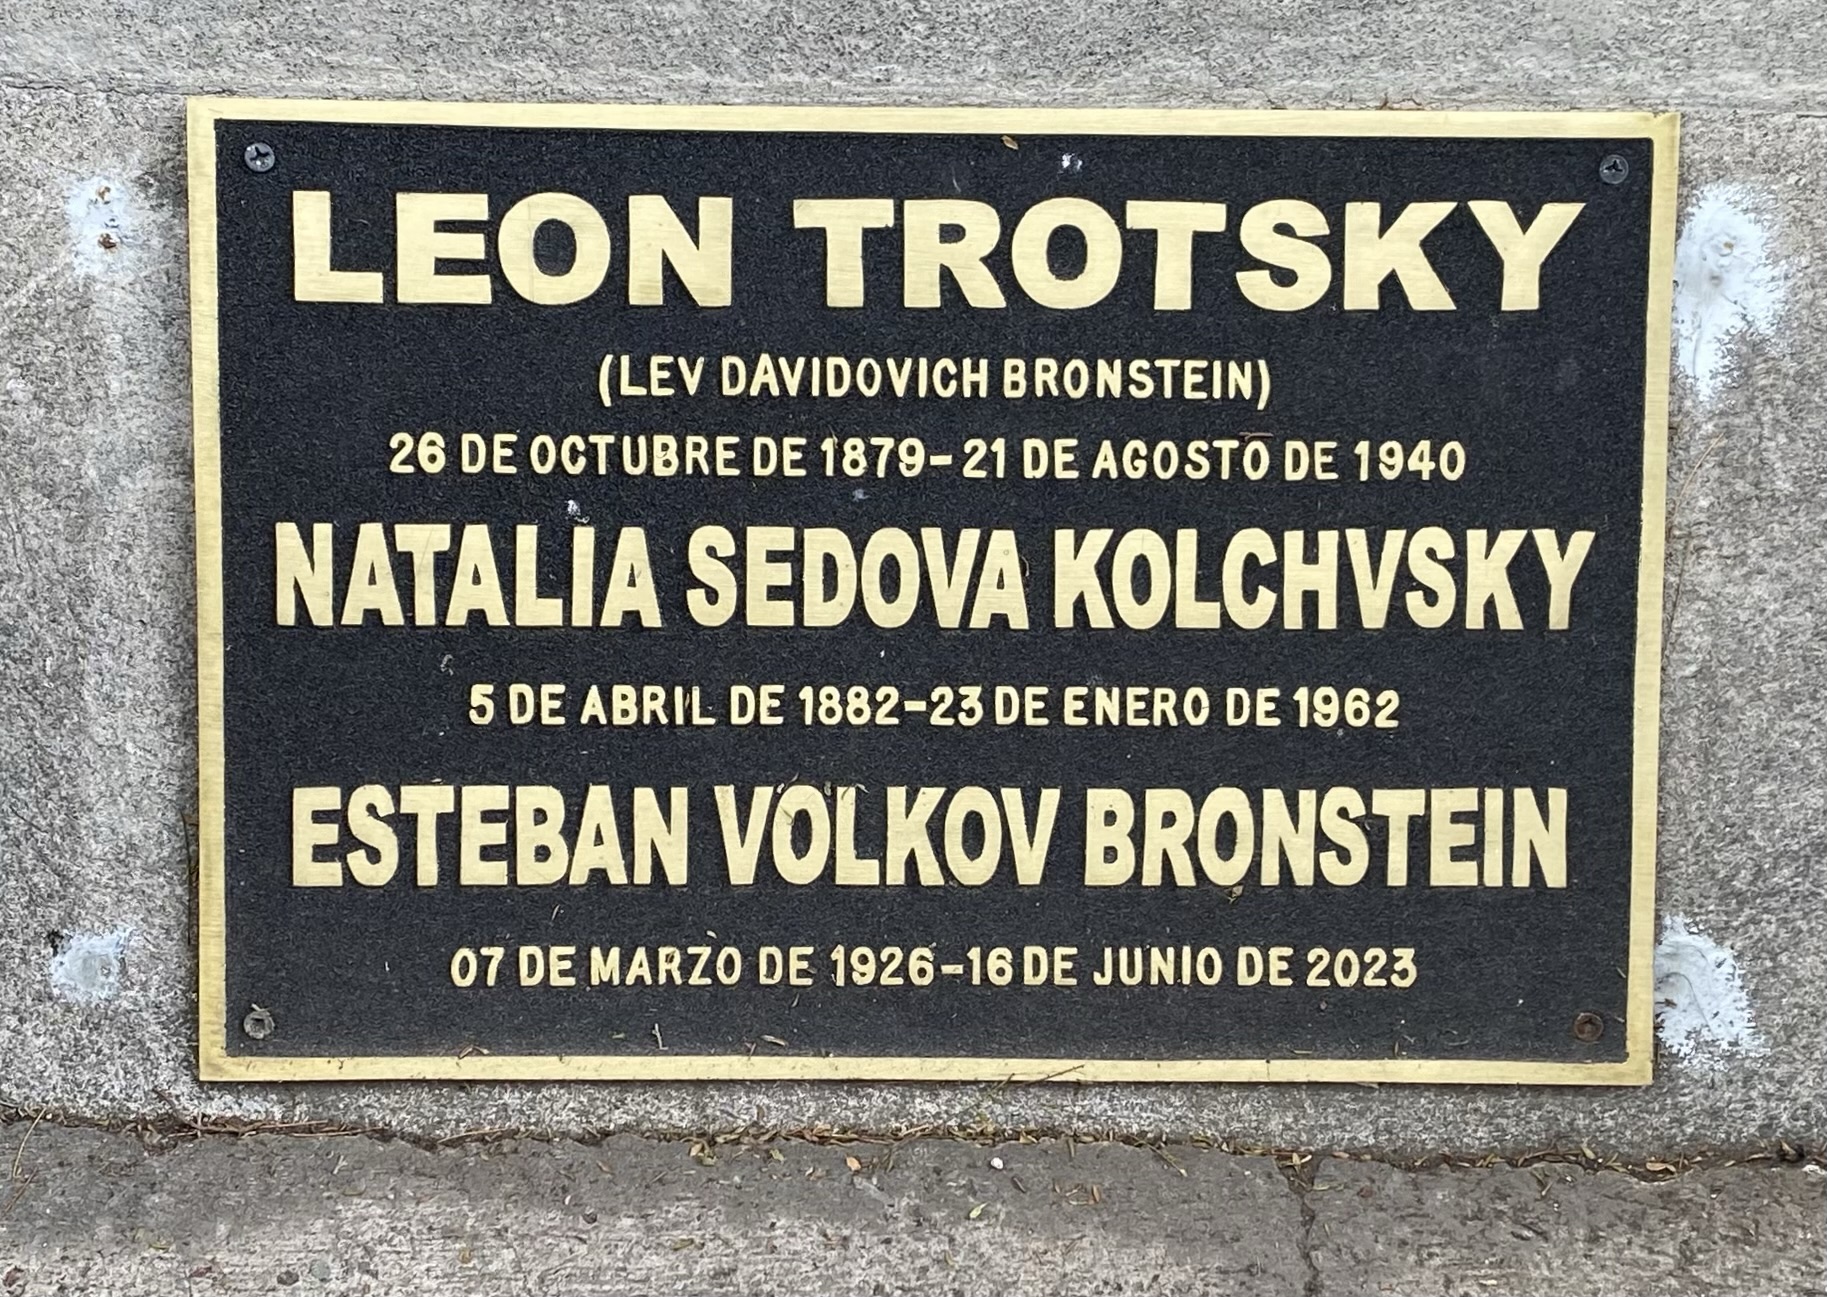 LEON TROTSKY
(LEV DAVIDOVICH BRONSTEIN)
26 DE OCTUBRE DE 1879-21 DE AGOSTO DE 1940
NATALIA SEDOVA KOLCHVSKY
5 DE ABRIL DE 1882-23 DE ENERO DE 1962
ESTEBAN VOLKOV BRONSTEIN
07 DE MARZO DE 1926-16 DE JUNIO DE 2023